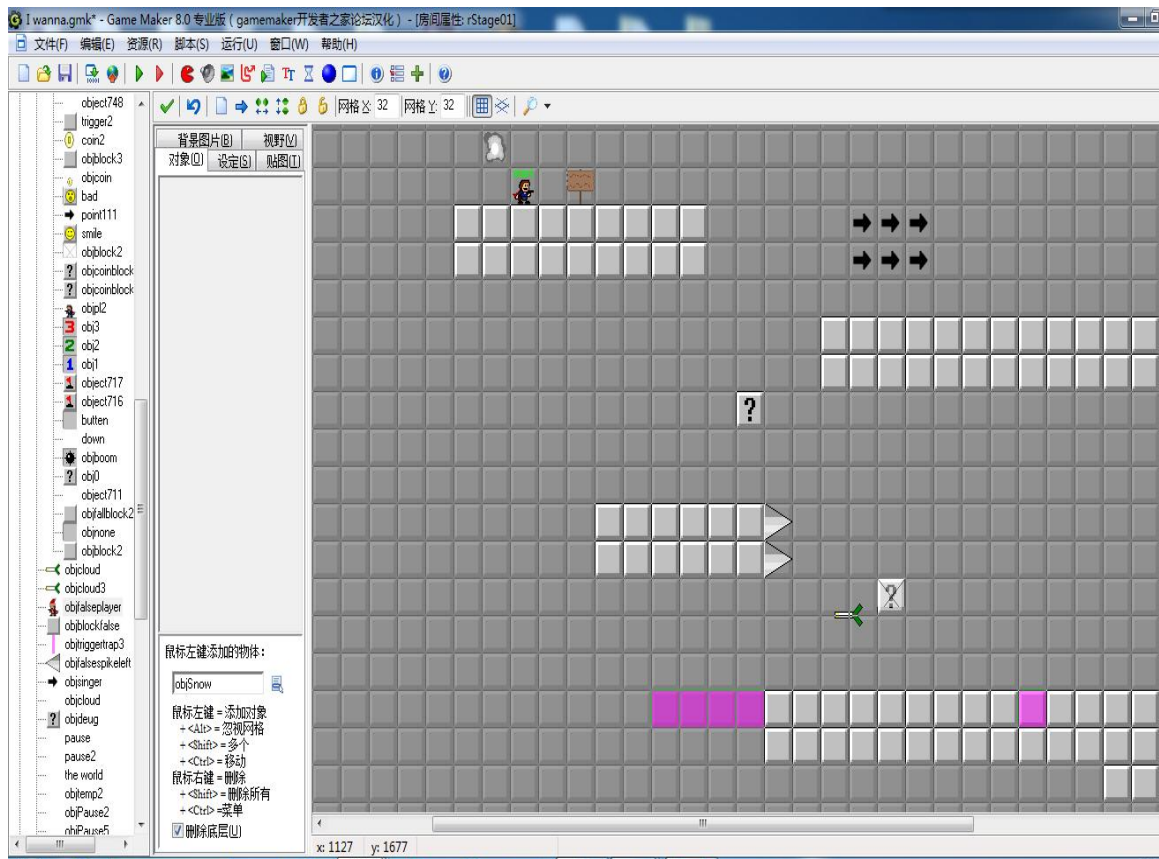 I wanna.gmk* - Game Maker 8.0 专业版 ( gamemaker开发者之家论坛汉化 ) - [房间属性: rStage01]
文件(F) 编辑(E) 资源(R) 脚本(S) 运行(U) 窗口(W) 帮助(H)
网格 X: 32 网格 Y: 32
背景图片(B) 视野(V)
对象(O) 设定(S) 贴图(T)
object748
trigger2
coin2
objblock3
objcoin
bad
point111
smile
objblock2
objcoinblock
objcoinblock
objpl2
obj3
obj2
obj1
object717
object716
butten
down
objboom
obj0
object711
objfallblock2
objnone
objblock2
objcloud
objcloud3
objfalseplayer
objblockfalse
objtriggertrap3
objfalsespikeleft
objsinger
objcloud
objdeug
pause
pause2
the world
objtemp2
objPause2
objPause5
鼠标左键添加的物体:
objSnow
鼠标左键 = 添加对象
+ <Alt> = 忽视网格
+ <Shift> = 多个
+ <Ctrl> = 移动
鼠标右键 = 删除
+ <Shift> = 删除所有
+ <Ctrl> =菜单
删除底层(U)
x: 1127 y: 1677